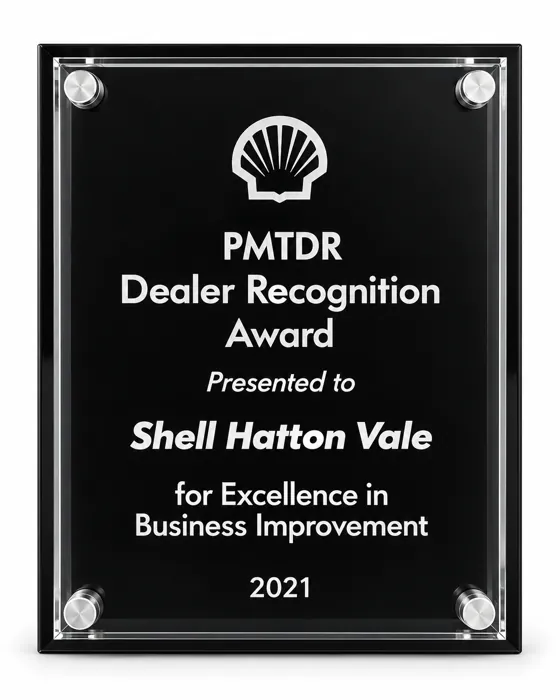 PMTDR
Dealer Recognition
Award
Presented to
Shell Hatton Vale
for Excellence in
Business Improvement
2021